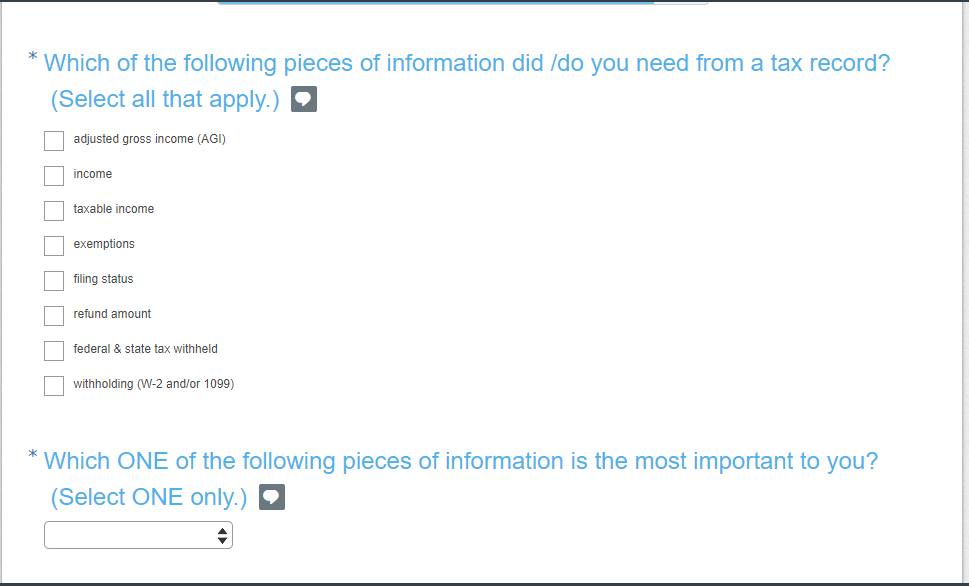 * Which of the following pieces of information did /do you need from a tax record?
(Select all that apply.)
adjusted gross income (AGI)
income
taxable income
exemptions
filing status
refund amount
federal & state tax withheld
withholding (W-2 and/or 1099)
* Which ONE of the following pieces of information is the most important to you?
(Select ONE only.)